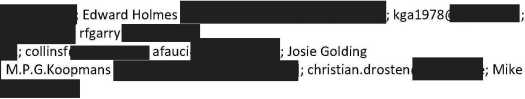 ; Edward Holmes ; kga1978@ ;
rfgarry
; collinsf afauci ; Josie Golding
M.P.G.Koopmans ; christian.drosten ; Mike